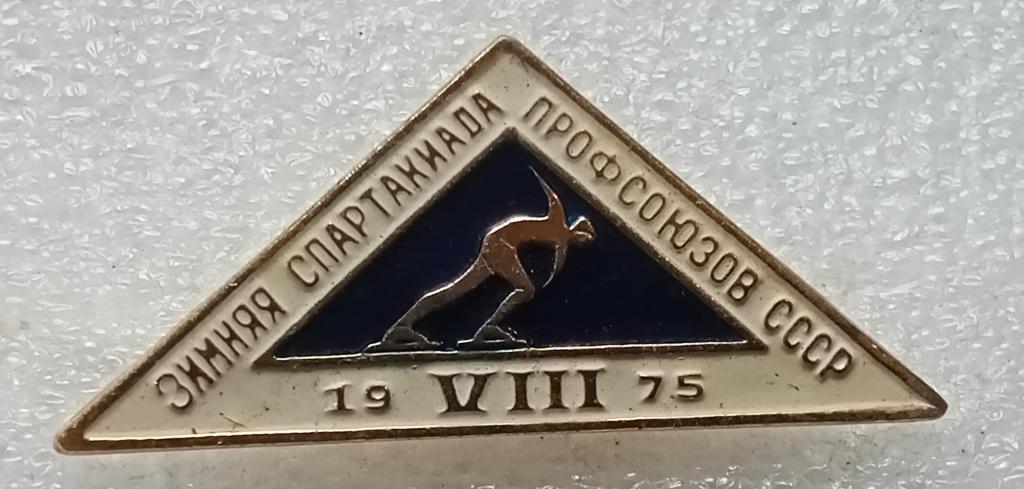 ЗИМНЯЯ СПАРТАКИАДА
ПРОФСОЮЗОВ СССР
19 VIII 75